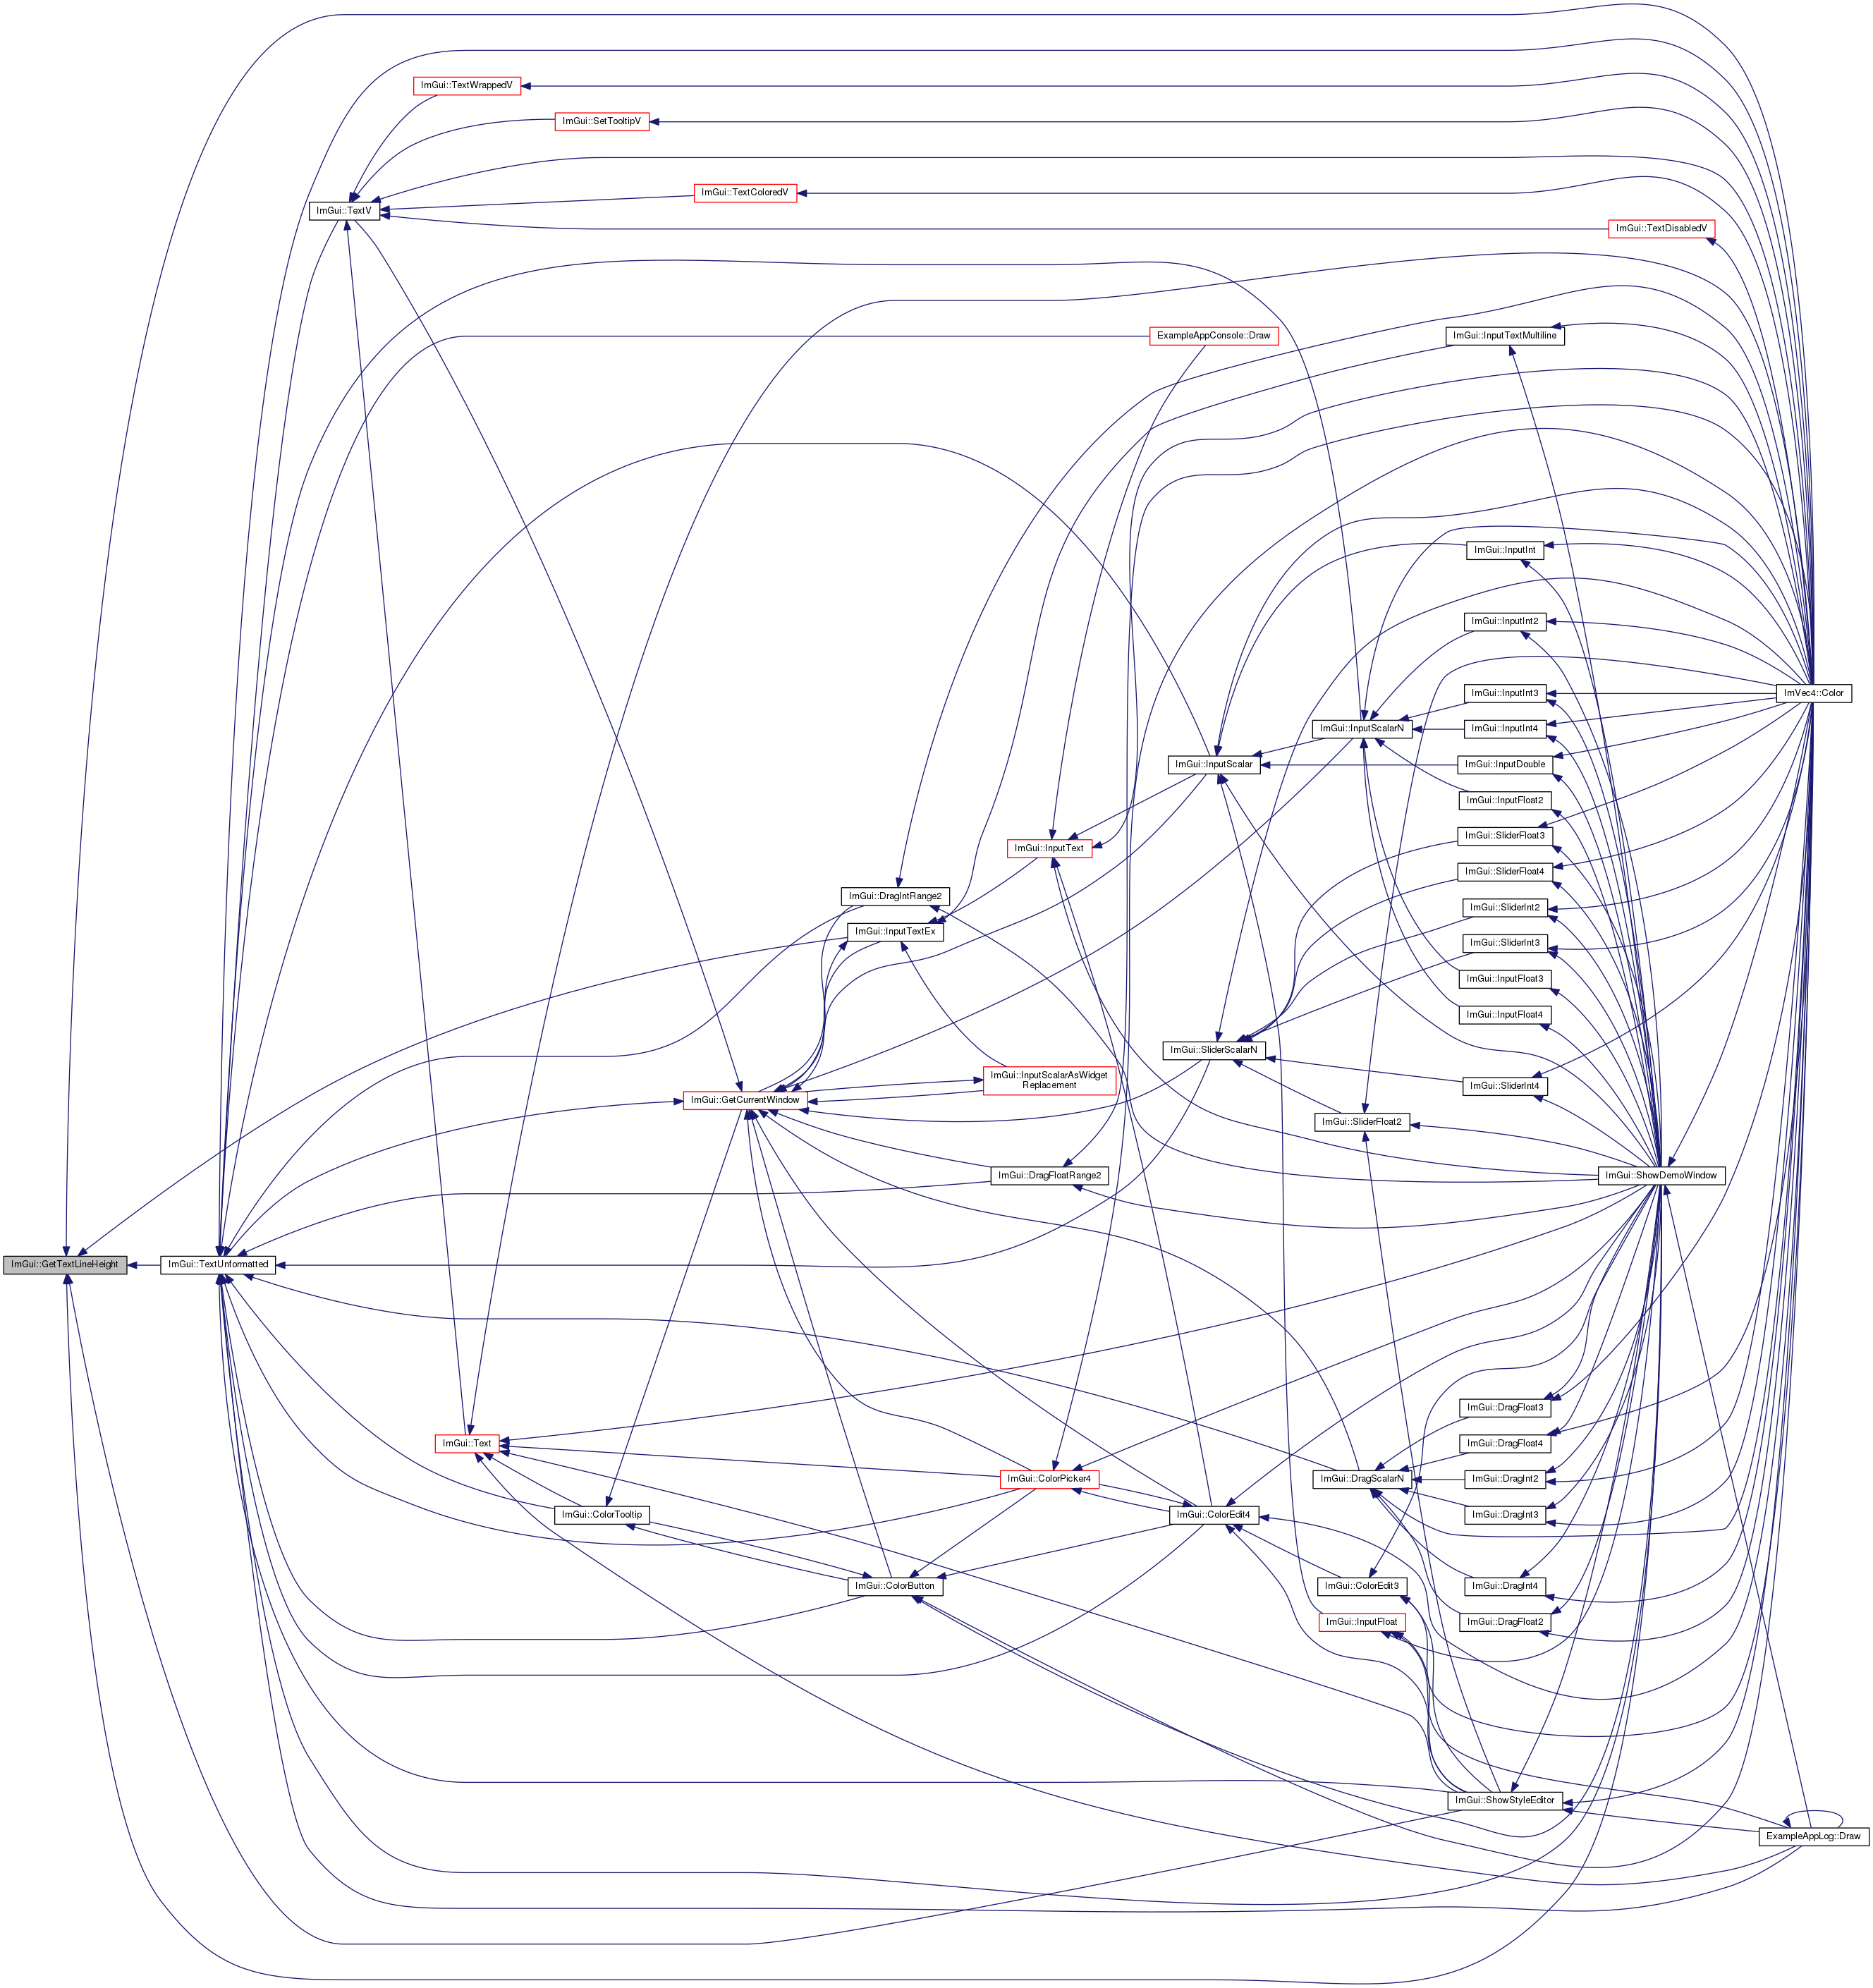 ImGui::TextWrappedV
ImGui::SetTooltipV
ImGui::TextColoredV
ImGui::TextV
ImGui::TextDisabledV
ExampleAppConsole::Draw
ImGui::InputTextMultiline
ImGui::InputInt
ImGui::InputInt2
ImGui::InputInt3
ImVec4::Color
ImGui::InputScalarN
ImGui::InputInt4
ImGui::InputScalar
ImGui::InputDouble
ImGui::InputFloat2
ImGui::SliderFloat3
ImGui::InputText
ImGui::SliderFloat4
ImGui::DragIntRange2
ImGui::SliderInt2
ImGui::InputTextEx
ImGui::SliderInt3
ImGui::InputFloat3
ImGui::InputFloat4
ImGui::SliderScalarN
ImGui::InputScalarAsWidget
Replacement
ImGui::SliderInt4
ImGui::GetCurrentWindow
ImGui::SliderFloat2
ImGui::DragFloatRange2
ImGui::ShowDemoWindow
ImGui::GetTextLineHeight
ImGui::TextUnformatted
ImGui::DragFloat3
ImGui::Text
ImGui::DragFloat4
ImGui::ColorPicker4
ImGui::DragScalarN
ImGui::DragInt2
ImGui::ColorTooltip
ImGui::ColorEdit4
ImGui::DragInt3
ImGui::ColorButton
ImGui::ColorEdit3
ImGui::DragInt4
ImGui::InputFloat
ImGui::DragFloat2
ImGui::ShowStyleEditor
ExampleAppLog::Draw